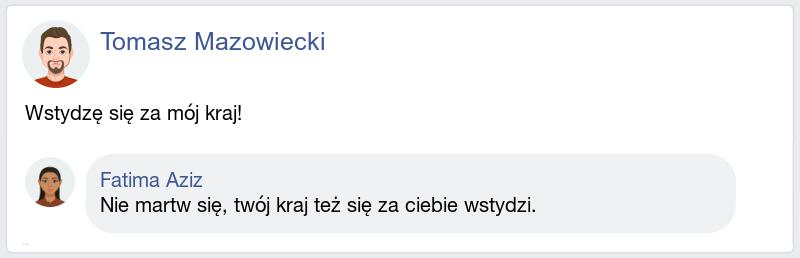 Tomasz Mazowiecki
Wstydzę się za mój kraj!
Fatima Aziz
Nie martw się, twój kraj też się za ciebie wstydzi.